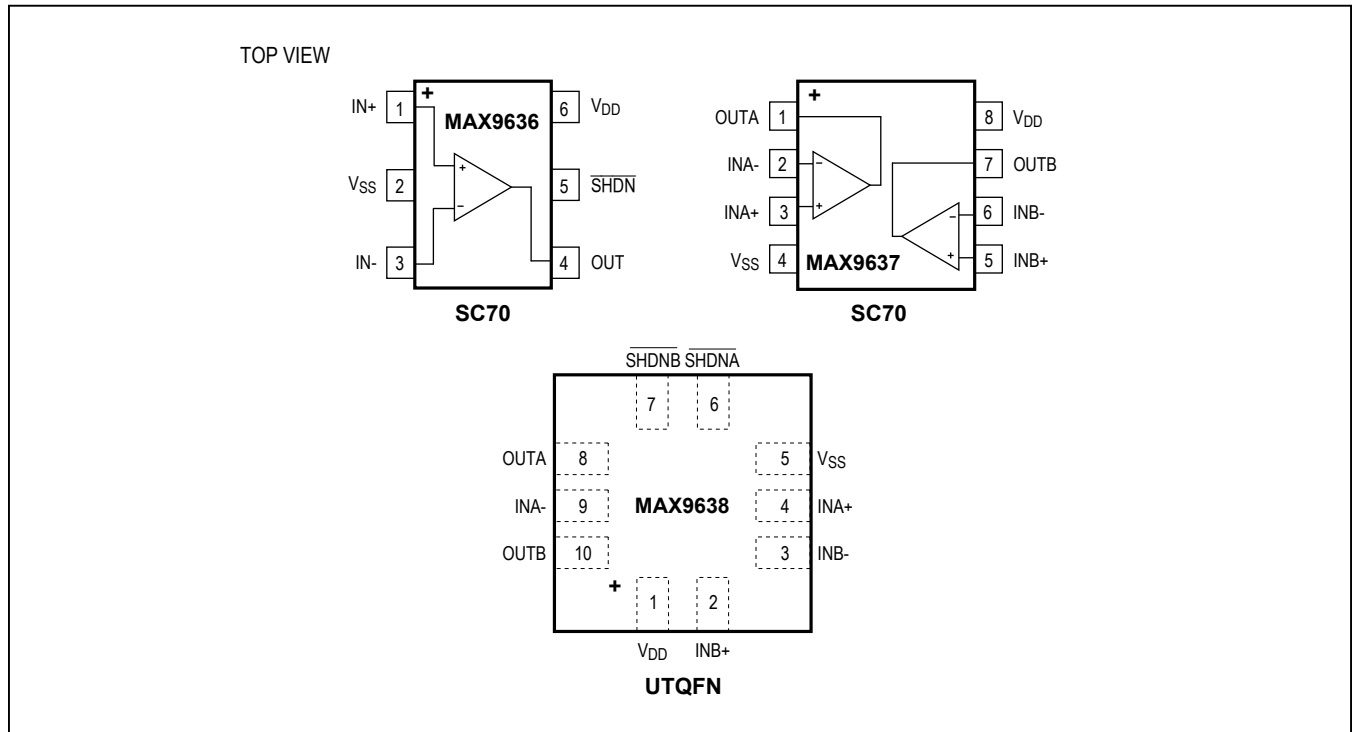 TOP VIEW
IN+ 1 + 6 VDD
MAX9636
+
VSS 2 5 SHDN
−
IN- 3 4 OUT
SC70
OUTA 1 + 8 VDD
INA- 2 − 7 OUTB
INA+ 3 + − 6 INB-
VSS 4 MAX9637 + 5 INB+
SC70
SHDNB SHDNA
7 6
OUTA 8 5 VSS
INA- 9 MAX9638 4 INA+
OUTB 10 3 INB-
+ 1 2
VDD INB+
UTQFN